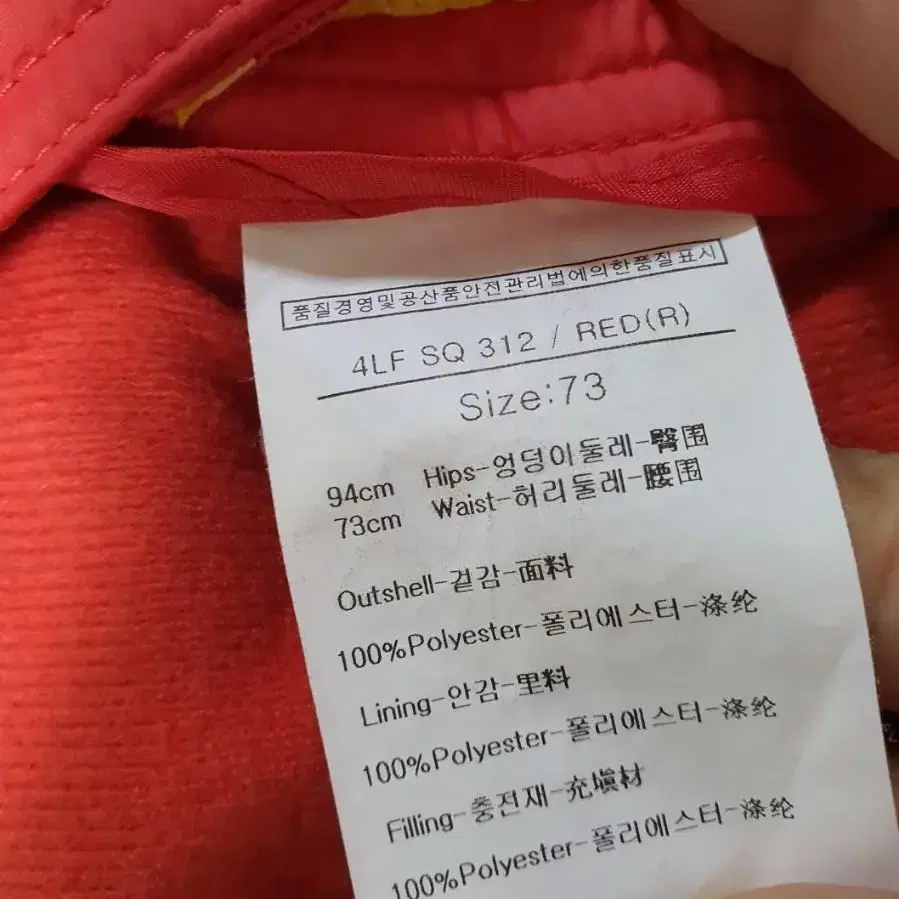 품질경영및공산품안전관리법에의한품질표시
4LF SQ 312 / RED(R)
Size:73
94cm Hips-엉덩이둘레-臀围
73cm Waist-허리둘레-腰围
Outshell-겉감-面料
100%Polyester-폴리에스터-涤纶
Lining-안감-里料
100%Polyester-폴리에스터-涤纶
Filling-충전재-充填材
100%Polyester-폴리에스터-涤纶